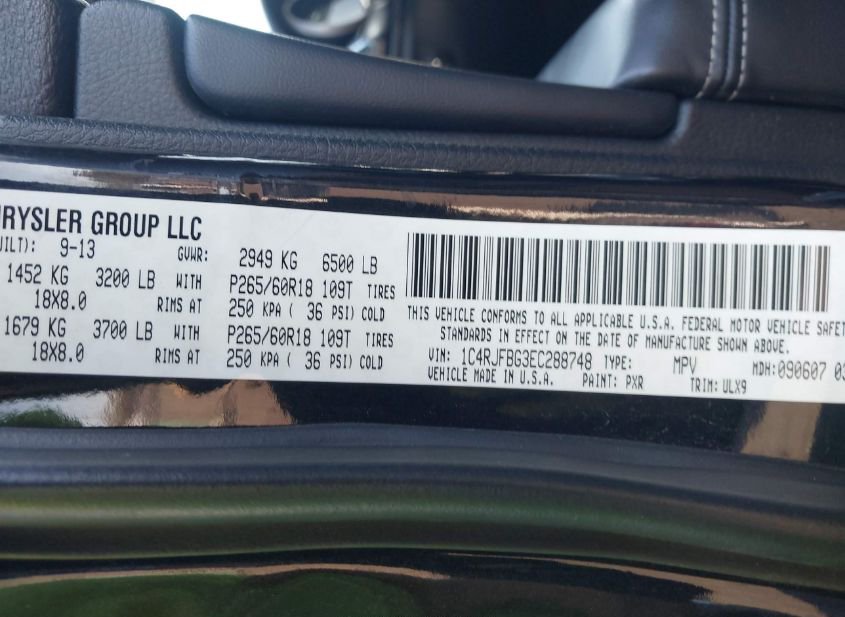 HRYSLER GROUP LLC
UILT): 9-13 GVWR: 2949 KG 6500 LB
1452 KG 3200 LB WITH P265/60R18 109T TIRES
18X8.0 RIMS AT 250 KPA ( 36 PSI) COLD
1679 KG 3700 LB WITH P265/60R18 109T TIRES
18X8.0 RIMS AT 250 KPA ( 36 PSI) COLD
THIS VEHICLE CONFORMS TO ALL APPLICABLE U.S.A. FEDERAL MOTOR VEHICLE SAFET
STANDARDS IN EFFECT ON THE DATE OF MANUFACTURE SHOWN ABOVE.
VIN: 1C4RJFBG3EC288748 TYPE: MPV MDH:090607 03
VEHICLE MADE IN U.S.A. PAINT: PXR TRIM: ULX9